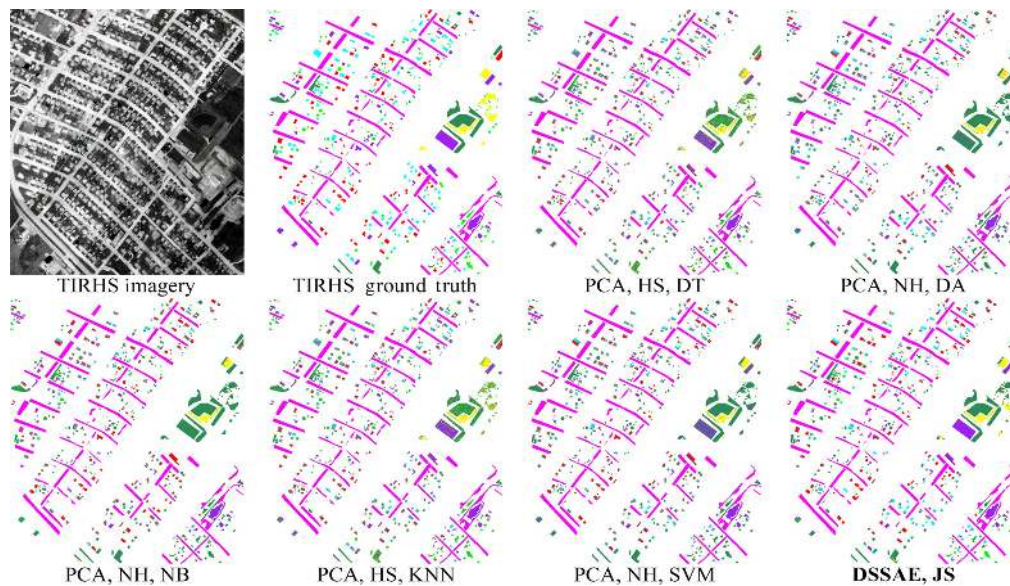 TIRHS imagery
TIRHS ground truth
PCA, HS, DT
PCA, NH, DA
PCA, NH, NB
PCA, HS, KNN
PCA, NH, SVM
DSSAE, JS